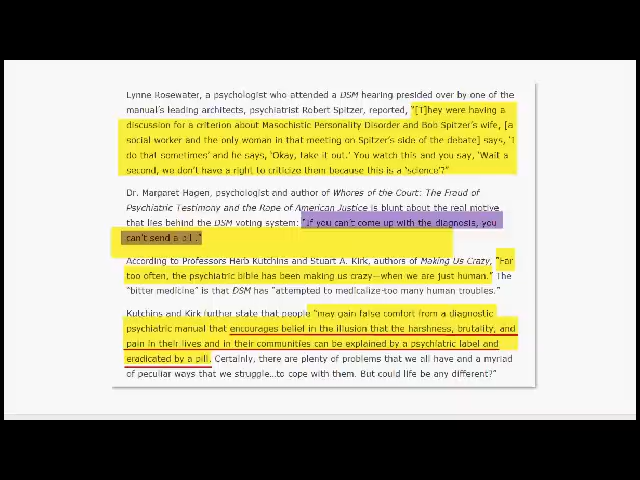 Lynne Rosewater, a psychologist who attended a DSM hearing presided over by one of the
manual's leading architects, psychiatrist Robert Spitzer, reported, "[T]hey were having a
discussion for a criterion about Masochistic Personality Disorder and Bob Spitzer's wife, [a
social worker and the only woman in that meeting on Spitzer's side of the debate] says, 'I
do that sometimes' and he says, 'Okay, take it out.' You watch this and you say, 'Wait a
second, we don't have a right to criticize them because this is a 'science'?"
Dr. Margaret Hagen, psychologist and author of Whores of the Court: The Fraud of
Psychiatric Testimony and the Rape of American Justice is blunt about the real motive
that lies behind the DSM voting system: "If you can't come up with the diagnosis, you
can't send a bill."
According to Professors Herb Kutchins and Stuart A. Kirk, authors of Making Us Crazy, "Far
too often, the psychiatric bible has been making us crazy—when we are just human." The
"bitter medicine" is that DSM has "attempted to medicalize too many human troubles."
Kutchins and Kirk further state that people "may gain false comfort from a diagnostic
psychiatric manual that encourages belief in the illusion that the harshness, brutality, and
pain in their lives and in their communities can be explained by a psychiatric label and
eradicated by a pill. Certainly, there are plenty of problems that we all have and a myriad
of peculiar ways that we struggle…to cope with them. But could life be any different?"